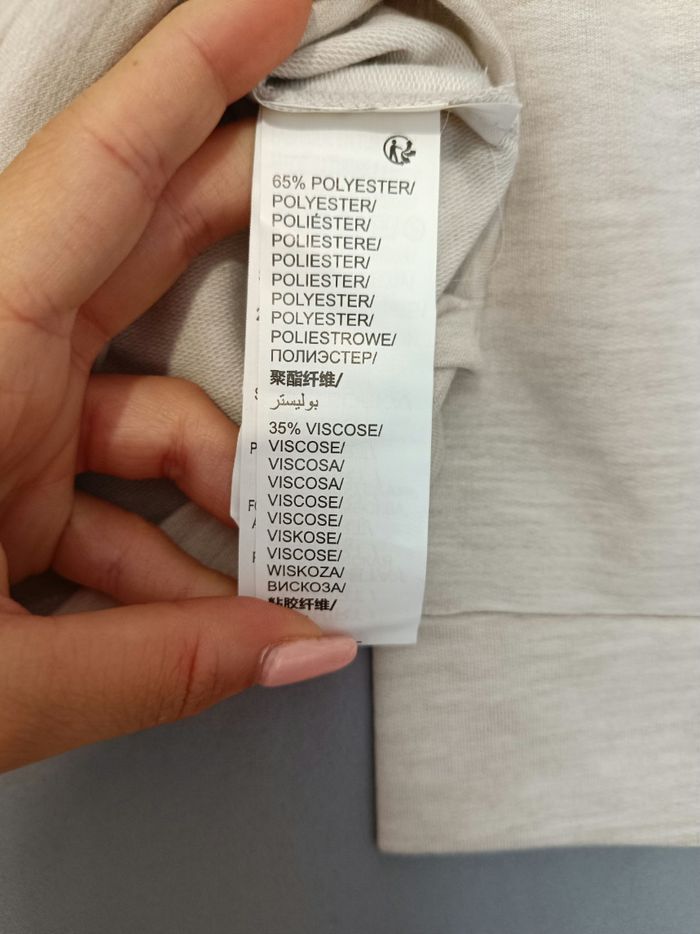 65% POLYESTER/
POLYESTER/
POLIÉSTER/
POLIESTERE/
POLIESTER/
POLIESTER/
POLYESTER/
POLYESTER/
POLIESTROWE/
ПОЛИЭСТЕР/
聚酯纤维/
بوليستر
35% VISCOSE/
VISCOSE/
VISCOSA/
VISCOSA/
VISCOSE/
VISCOSE/
VISKOSE/
VISCOSE/
WISKOZA/
ВИСКОЗА/
粘胶纤维/